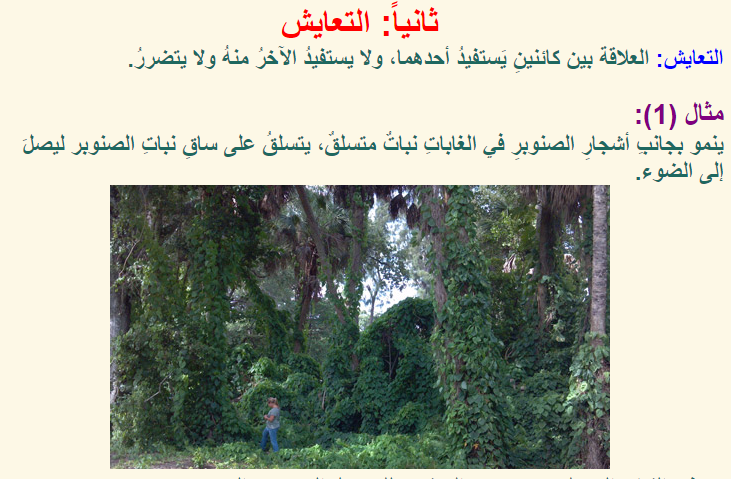 ثانياً: التعايش
التعايش: العلاقة بين كائنينِ يَستفيدُ أحدهما، ولا يستفيدُ الآخرُ منهُ ولا يتضررُ.
مثال (1):
ينمو بجانبِ أشجارِ الصنوبرِ في الغاباتِ نباتٌ متسلقٌ، يتسلقُ على ساقِ نباتِ الصنوبر ليصلَ
إلى الضوء.